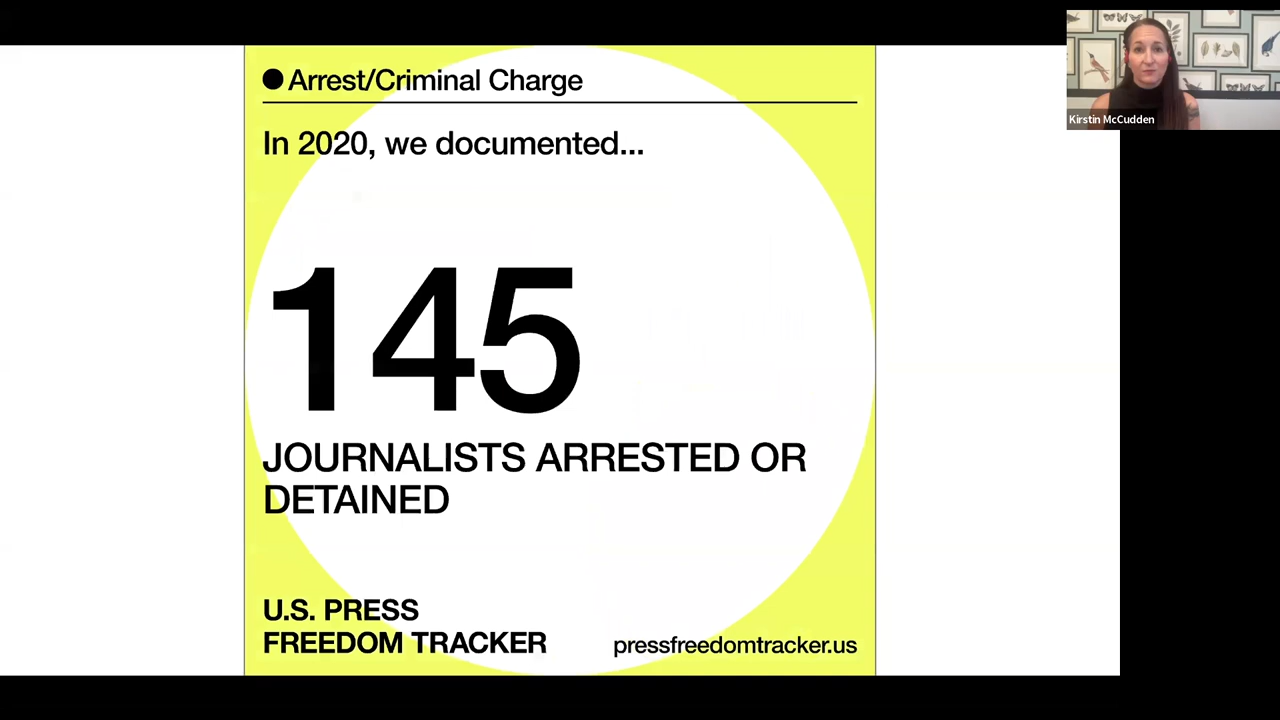 Arrest/Criminal Charge
In 2020, we documented...
145
JOURNALISTS ARRESTED OR
DETAINED
U.S. PRESS
FREEDOM TRACKER
pressfreedomtracker.us
Kirstin McCudden